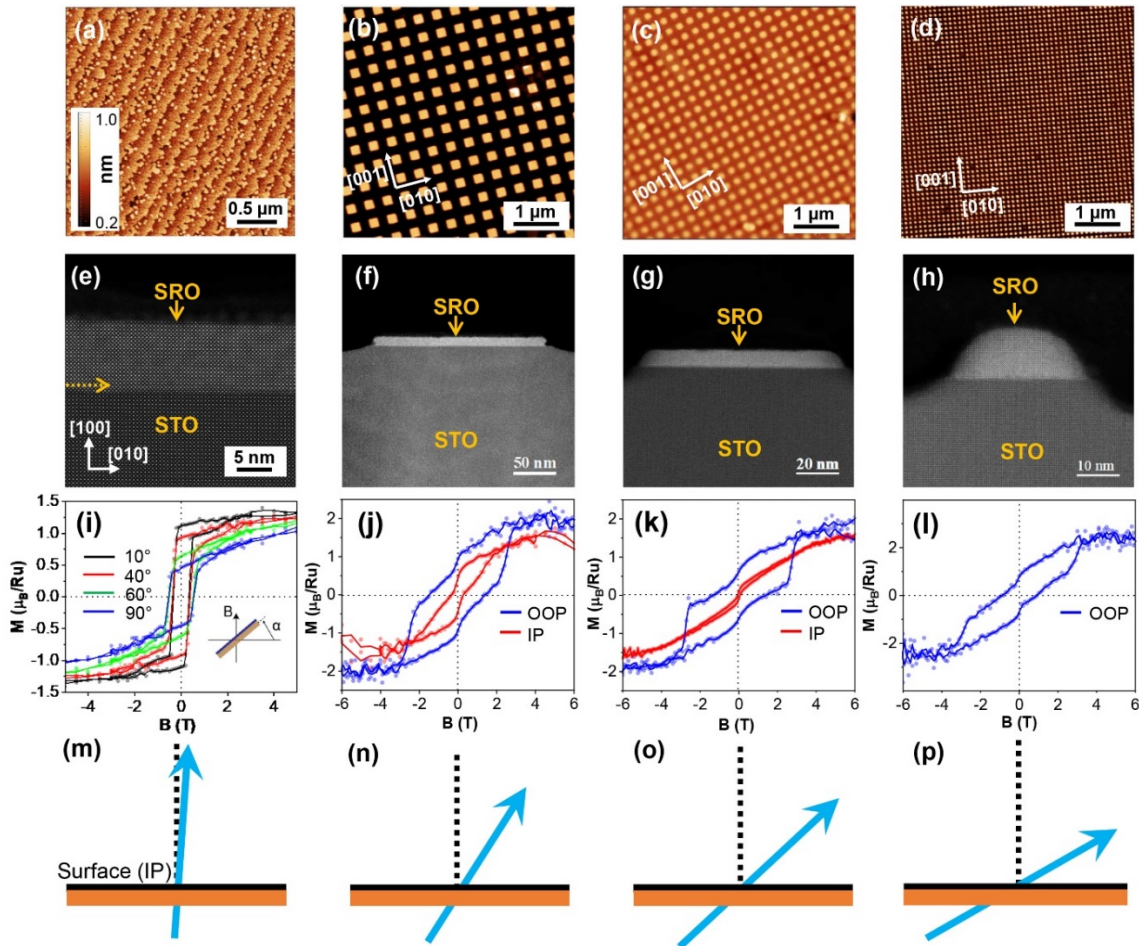 (a)
1.0
nm
0.2
0.5 μm
(b)
[001]
[010]
1 μm
(c)
[001]
[010]
1 μm
(d)
[001]
[010]
1 μm
(e)
SRO
STO
[100]
[010]
5 nm
(f)
SRO
STO
50 nm
(g)
SRO
STO
20 nm
(h)
SRO
STO
10 nm
(i)
M (μB/Ru)
1.5
1.0
0.5
0.0
-0.5
-1.0
-1.5
10°
40°
60°
90°
B
α
-4 -2 0 2 4
B (T)
(j)
M (μB/Ru)
2
1
0
-1
-2
OOP
IP
-6 -4 -2 0 2 4 6
B (T)
(k)
M (μB/Ru)
2
1
0
-1
-2
OOP
IP
-6 -4 -2 0 2 4 6
B (T)
(l)
M (μB/Ru)
2
0
-2
OOP
-6 -4 -2 0 2 4 6
B (T)
(m)
Surface (IP)
(n)
(o)
(p)